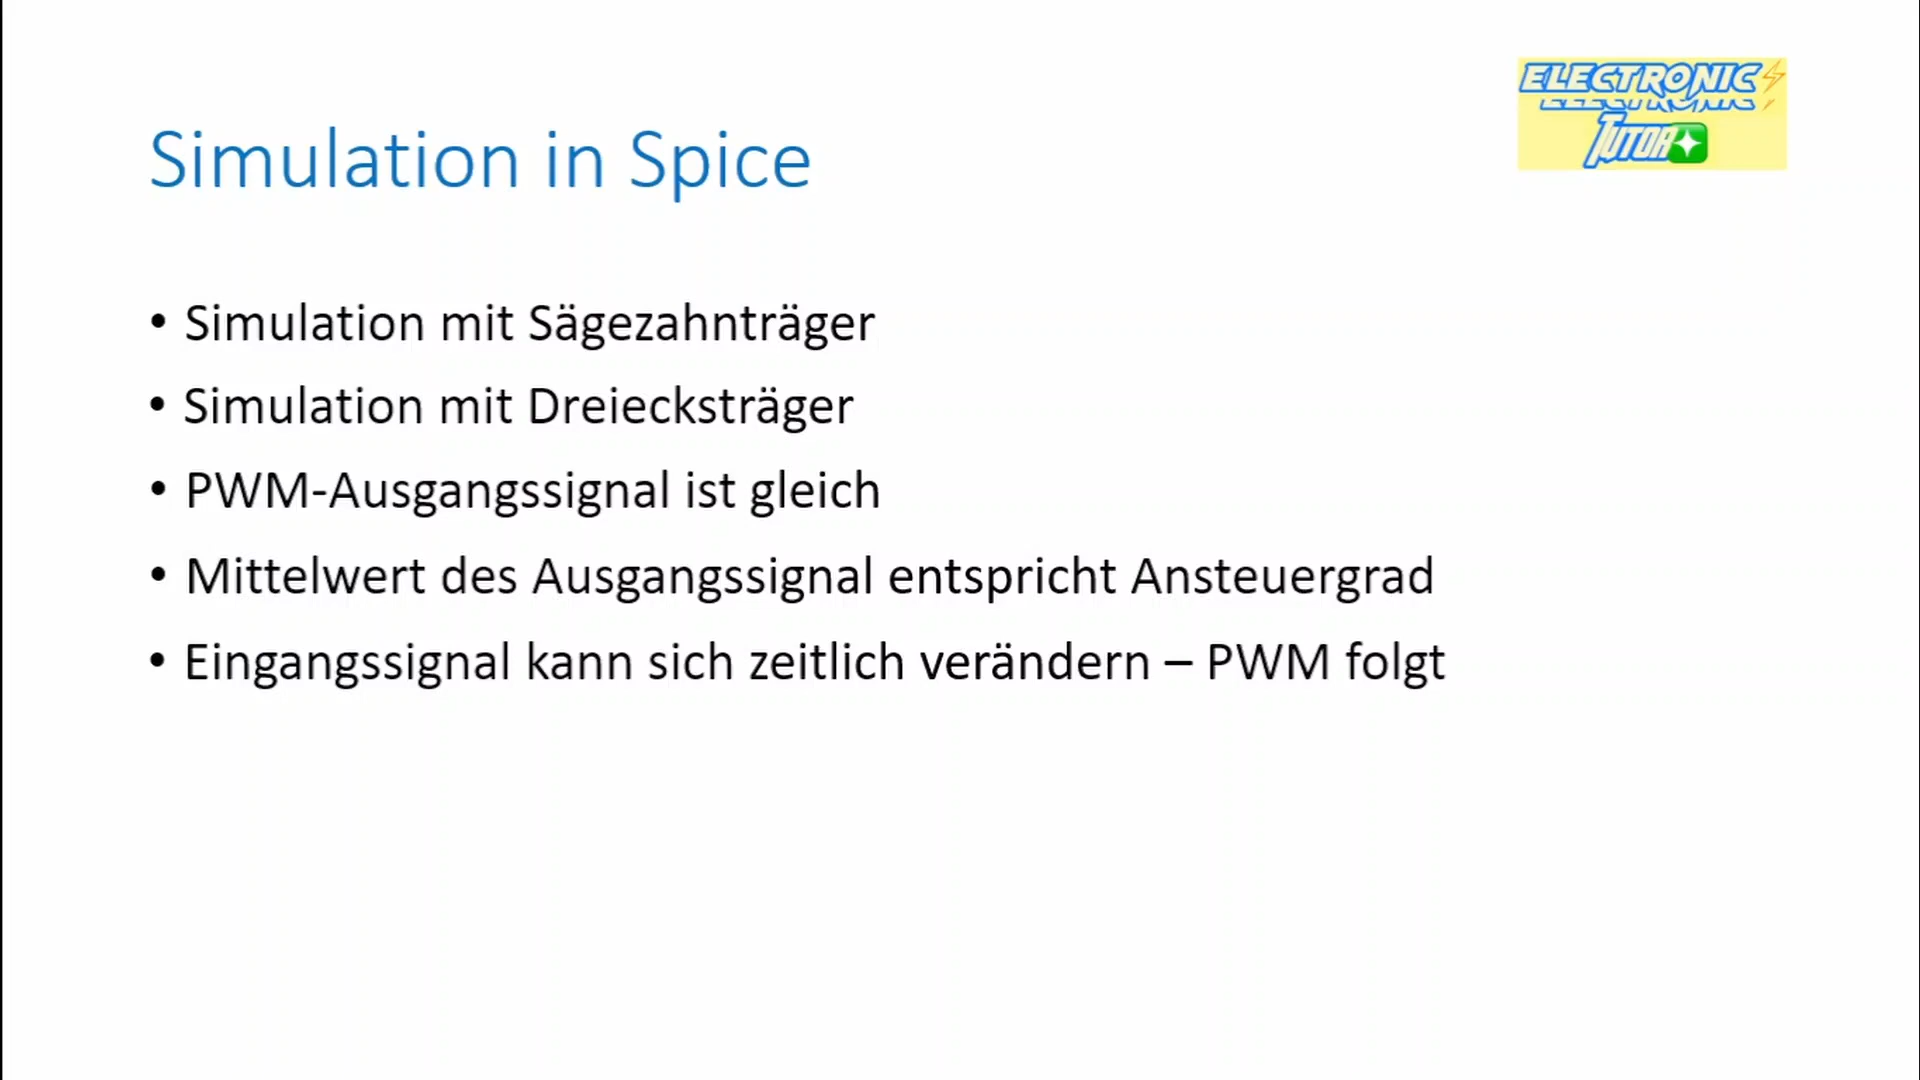 ELECTRONIC
TUTOR
Simulation in Spice
• Simulation mit Sägezahnträger
• Simulation mit Dreiecksträger
• PWM-Ausgangssignal ist gleich
• Mittelwert des Ausgangssignal entspricht Ansteuergrad
• Eingangssignal kann sich zeitlich verändern – PWM folgt